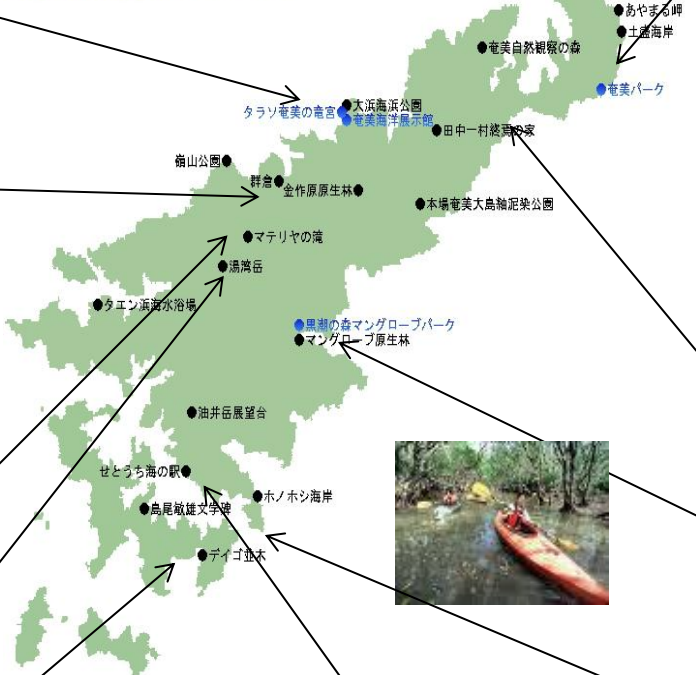 あやまる岬
土盛海岸
奄美自然観察の森
奄美パーク
大浜海浜公園
タラソ奄美の竜宮
奄美海洋展示館
田中一村終焉の家
嶺山公園
群倉
金作原原生林
本場奄美大島紬泥染公園
マテリヤの滝
湯湾岳
タエン浜海水浴場
黒潮の森マングローブパーク
マングローブ原生林
油井岳展望台
せとうち海の駅
ホノホシ海岸
島尾敏雄文学碑
デイゴ並木